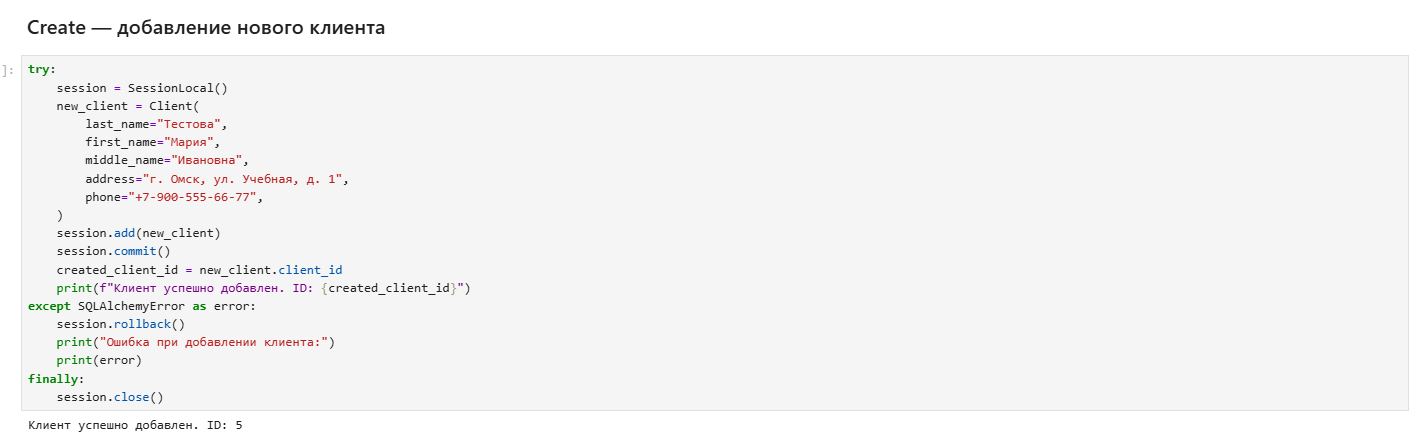 Create — добавление нового клиента
]:
try:
    session = SessionLocal()
    new_client = Client(
        last_name="Тестова",
        first_name="Мария",
        middle_name="Ивановна",
        address="г. Омск, ул. Учебная, д. 1",
        phone="+7-900-555-66-77",
    )
    session.add(new_client)
    session.commit()
    created_client_id = new_client.client_id
    print(f"Клиент успешно добавлен. ID: {created_client_id}")
except SQLAlchemyError as error:
    session.rollback()
    print("Ошибка при добавлении клиента:")
    print(error)
finally:
    session.close()
Клиент успешно добавлен. ID: 5